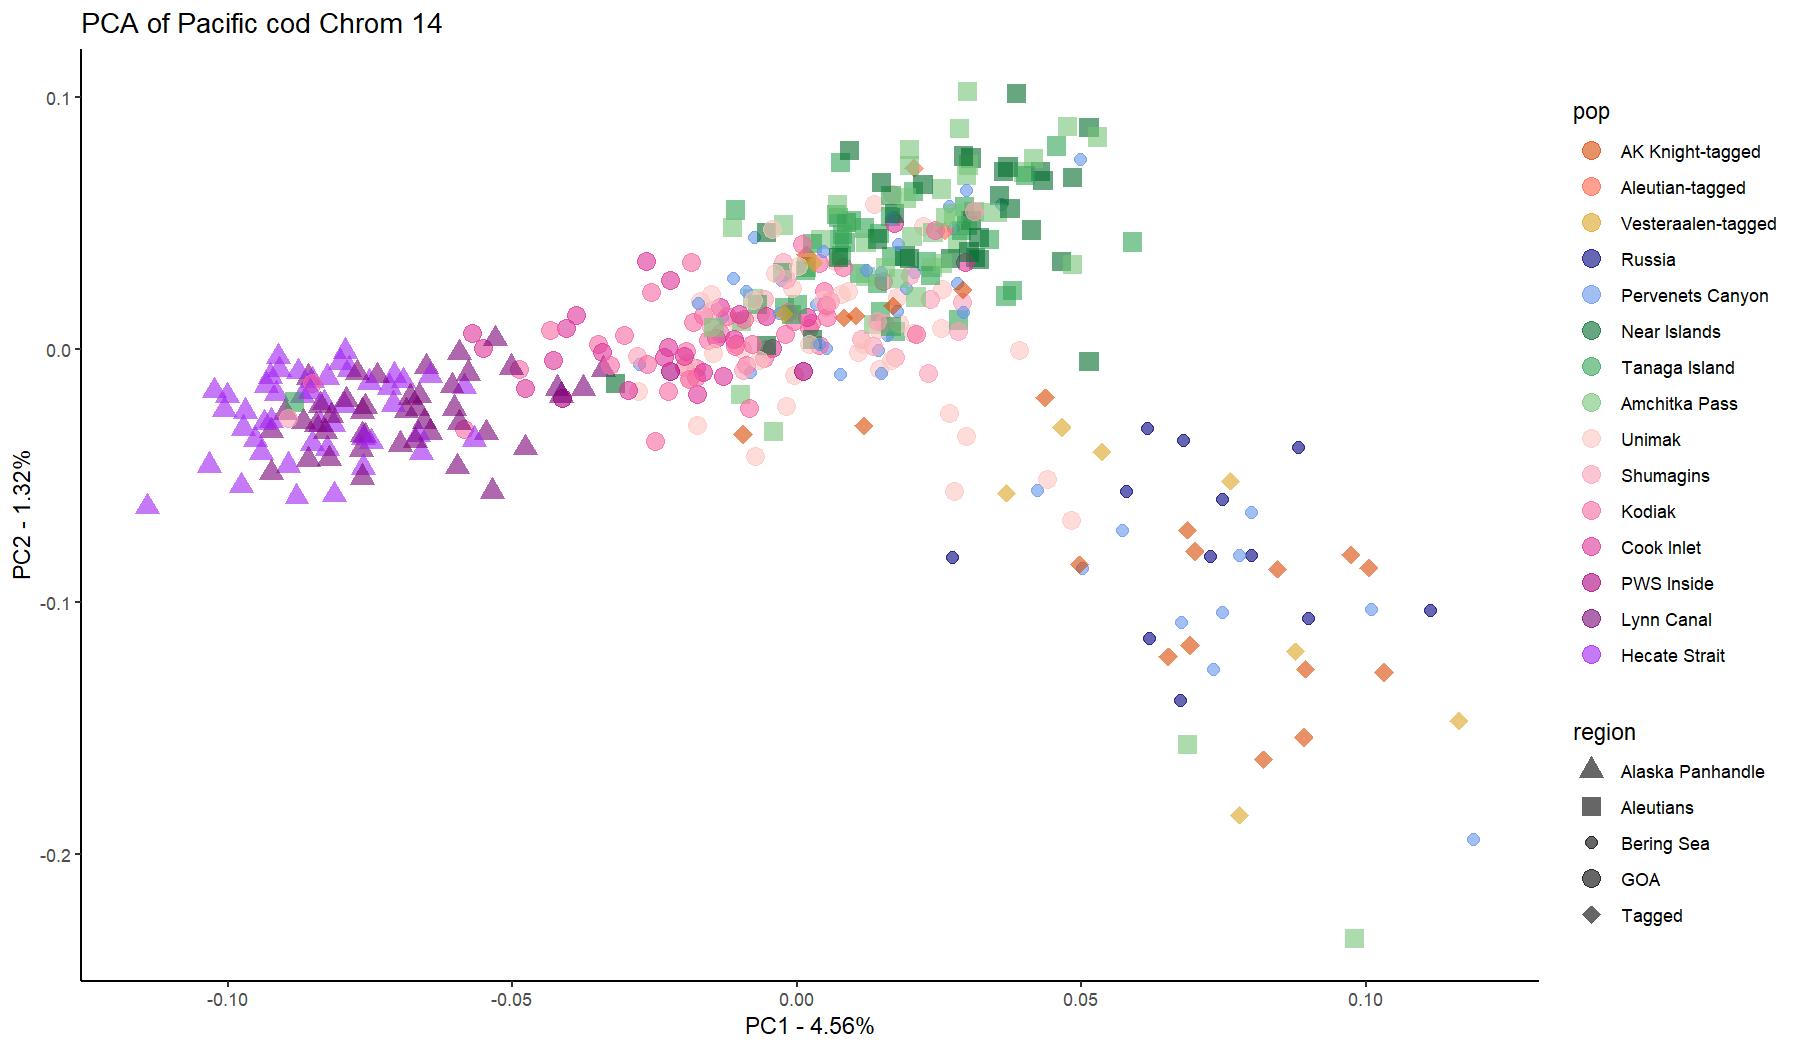 PCA of Pacific cod Chrom 14
PC2 - 1.32%
0.1
0.0
-0.1
-0.2
-0.10
-0.05
0.00
0.05
0.10
PC1 - 4.56%
pop
AK Knight-tagged
Aleutian-tagged
Vesteraalen-tagged
Russia
Pervenets Canyon
Near Islands
Tanaga Island
Amchitka Pass
Unimak
Shumagins
Kodiak
Cook Inlet
PWS Inside
Lynn Canal
Hecate Strait
region
Alaska Panhandle
Aleutians
Bering Sea
GOA
Tagged